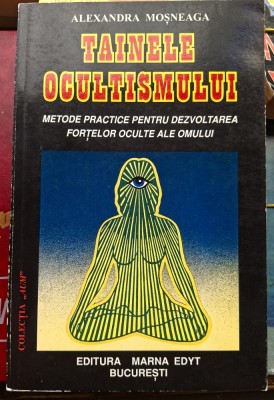 ALEXANDRA MOȘNEAGA
TAINELE
OCULTISMULUI
METODE PRACTICE PENTRU DEZVOLTAREA
FORȚELOR OCULTE ALE OMULUI
COLECȚIA „AUM”
EDITURA MARNA EDYT
BUCUREȘTI